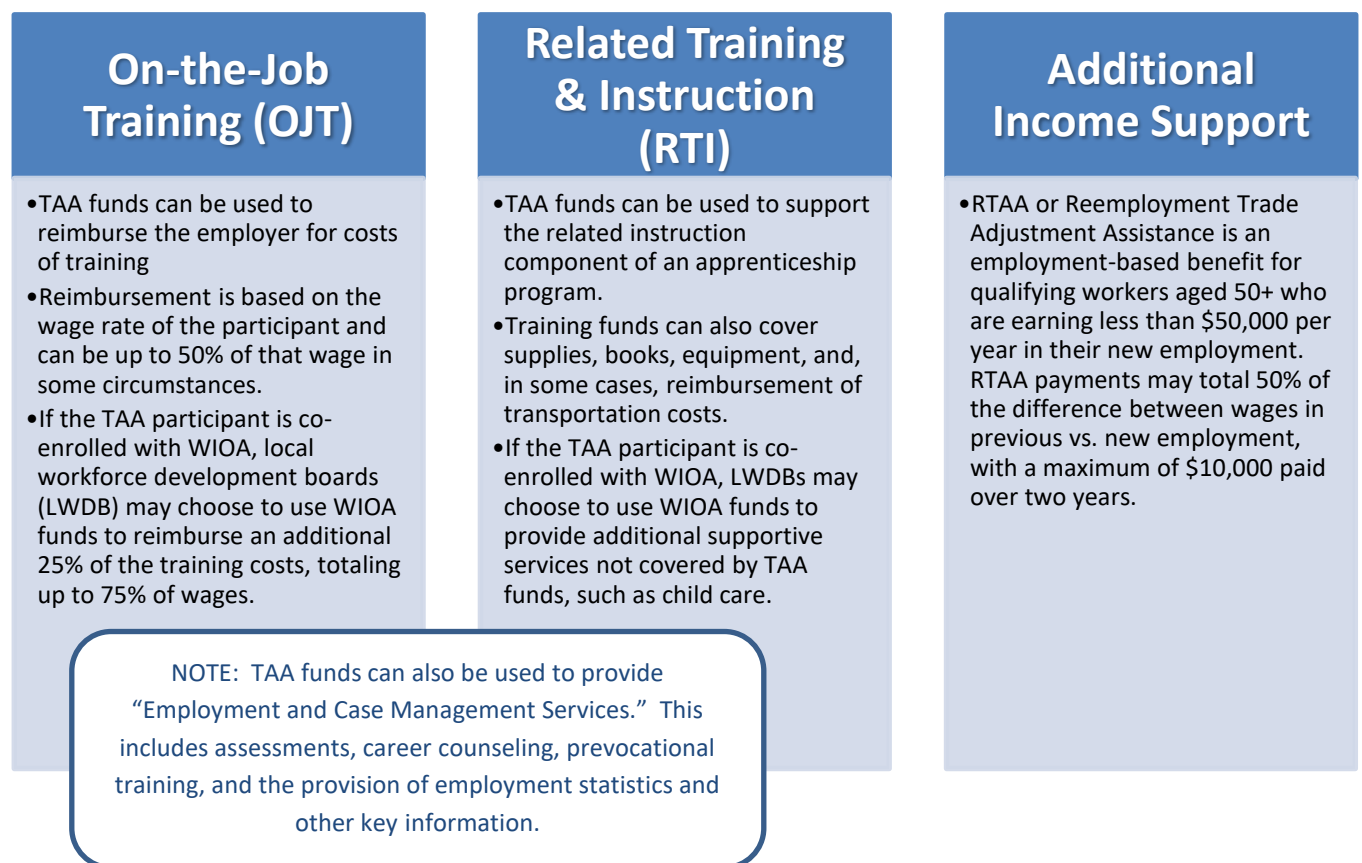 On-the-Job
Training (OJT)
•TAA funds can be used to
reimburse the employer for costs
of training
•Reimbursement is based on the
wage rate of the participant and
can be up to 50% of that wage in
some circumstances.
•If the TAA participant is co-
enrolled with WIOA, local
workforce development boards
(LWDB) may choose to use WIOA
funds to reimburse an additional
25% of the training costs, totaling
up to 75% of wages.
Related Training
& Instruction
(RTI)
•TAA funds can be used to support
the related instruction
component of an apprenticeship
program.
•Training funds can also cover
supplies, books, equipment, and,
in some cases, reimbursement of
transportation costs.
•If the TAA participant is co-
enrolled with WIOA, LWDBs may
choose to use WIOA funds to
provide additional supportive
services not covered by TAA
funds, such as child care.
Additional
Income Support
•RTAA or Reemployment Trade
Adjustment Assistance is an
employment-based benefit for
qualifying workers aged 50+ who
are earning less than $50,000 per
year in their new employment.
RTAA payments may total 50% of
the difference between wages in
previous vs. new employment,
with a maximum of $10,000 paid
over two years.
NOTE:  TAA funds can also be used to provide
“Employment and Case Management Services.”  This
includes assessments, career counseling, prevocational
training, and the provision of employment statistics and
other key information.